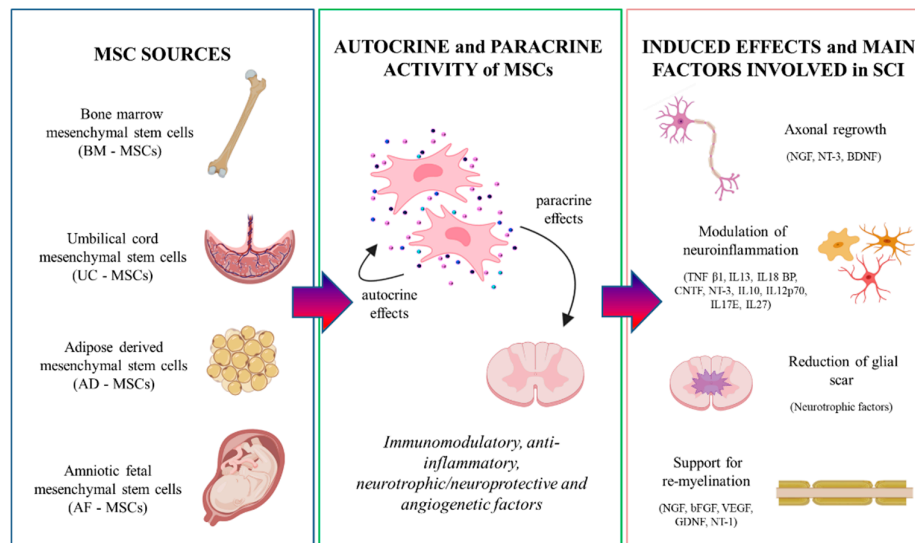 MSC SOURCES
Bone marrow
mesenchymal stem cells
(BM - MSCs)
Umbilical cord
mesenchymal stem cells
(UC - MSCs)
Adipose derived
mesenchymal stem cells
(AD - MSCs)
Amniotic fetal
mesenchymal stem cells
(AF - MSCs)
AUTOCRINE and PARACRINE
ACTIVITY of MSCs
paracrine
effects
autocrine
effects
Immunomodulatory, anti-
inflammatory,
neurotrophic/neuroprotective and
angiogenetic factors
INDUCED EFFECTS and MAIN
FACTORS INVOLVED in SCI
Axonal regrowth
(NGF, NT-3, BDNF)
Modulation of
neuroinflammation
(TNF β1, IL13, IL18 BP,
CNTF, NT-3, IL10, IL12p70,
IL17E, IL27)
Reduction of glial
scar
(Neurotrophic factors)
Support for
re-myelination
(NGF, bFGF, VEGF,
GDNF, NT-1)